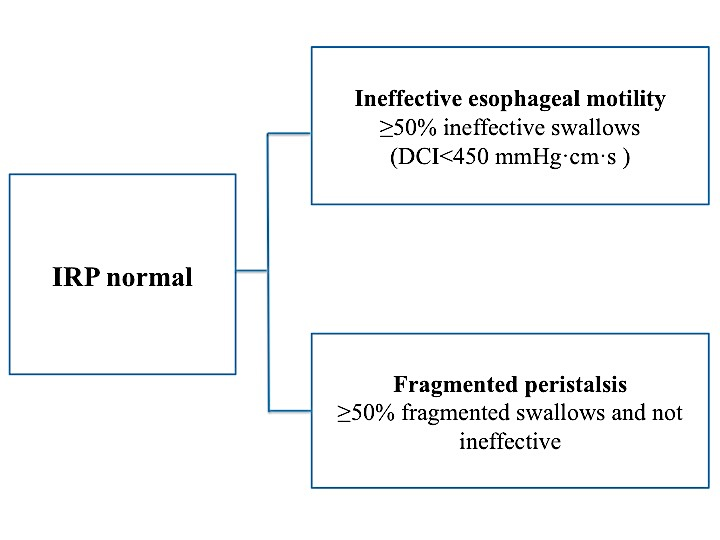 Ineffective esophageal motility
≥50% ineffective swallows
(DCI<450 mmHg·cm·s )
IRP normal
Fragmented peristalsis
≥50% fragmented swallows and not
ineffective